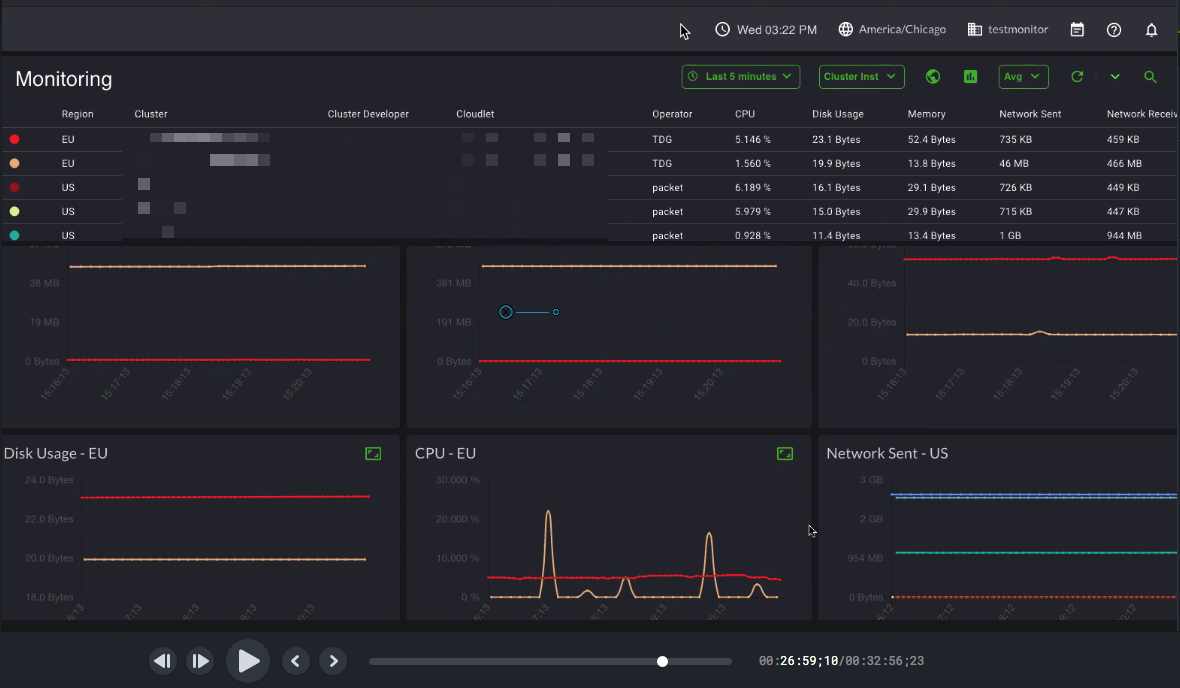 Wed 03:22 PM America/Chicago testmonitor
Monitoring Last 5 minutes Cluster Inst Avg
Region Cluster Cluster Developer Cloudlet Operator CPU Disk Usage Memory Network Sent Network Receiv
EU TDG 5.146 % 23.1 Bytes 52.4 Bytes 735 KB 459 KB
EU TDG 1.560 % 19.9 Bytes 13.8 Bytes 46 MB 466 MB
US packet 6.189 % 16.1 Bytes 29.1 Bytes 726 KB 449 KB
US packet 5.979 % 15.0 Bytes 29.9 Bytes 715 KB 447 KB
US packet 0.928 % 11.4 Bytes 13.4 Bytes 1 GB 944 MB
38 MB 381 MB 40.0 Bytes
19 MB 191 MB 20.0 Bytes
0 Bytes 0 Bytes 0 Bytes
15:16:13 15:17:13 15:18:13 15:19:13 15:20:13 15:16:13 15:17:13 15:18:13 15:19:13 15:20:13 15:16:13 15:17:13 15:18:13 15:19:13 15:20:13
Disk Usage - EU CPU - EU Network Sent - US
24.0 Bytes 30.000 % 3 GB
22.0 Bytes 20.000 % 2 GB
20.0 Bytes 10.000 % 954 MB
18.0 Bytes 0 % 0 Bytes
00:26:59;10/00:32:56;23